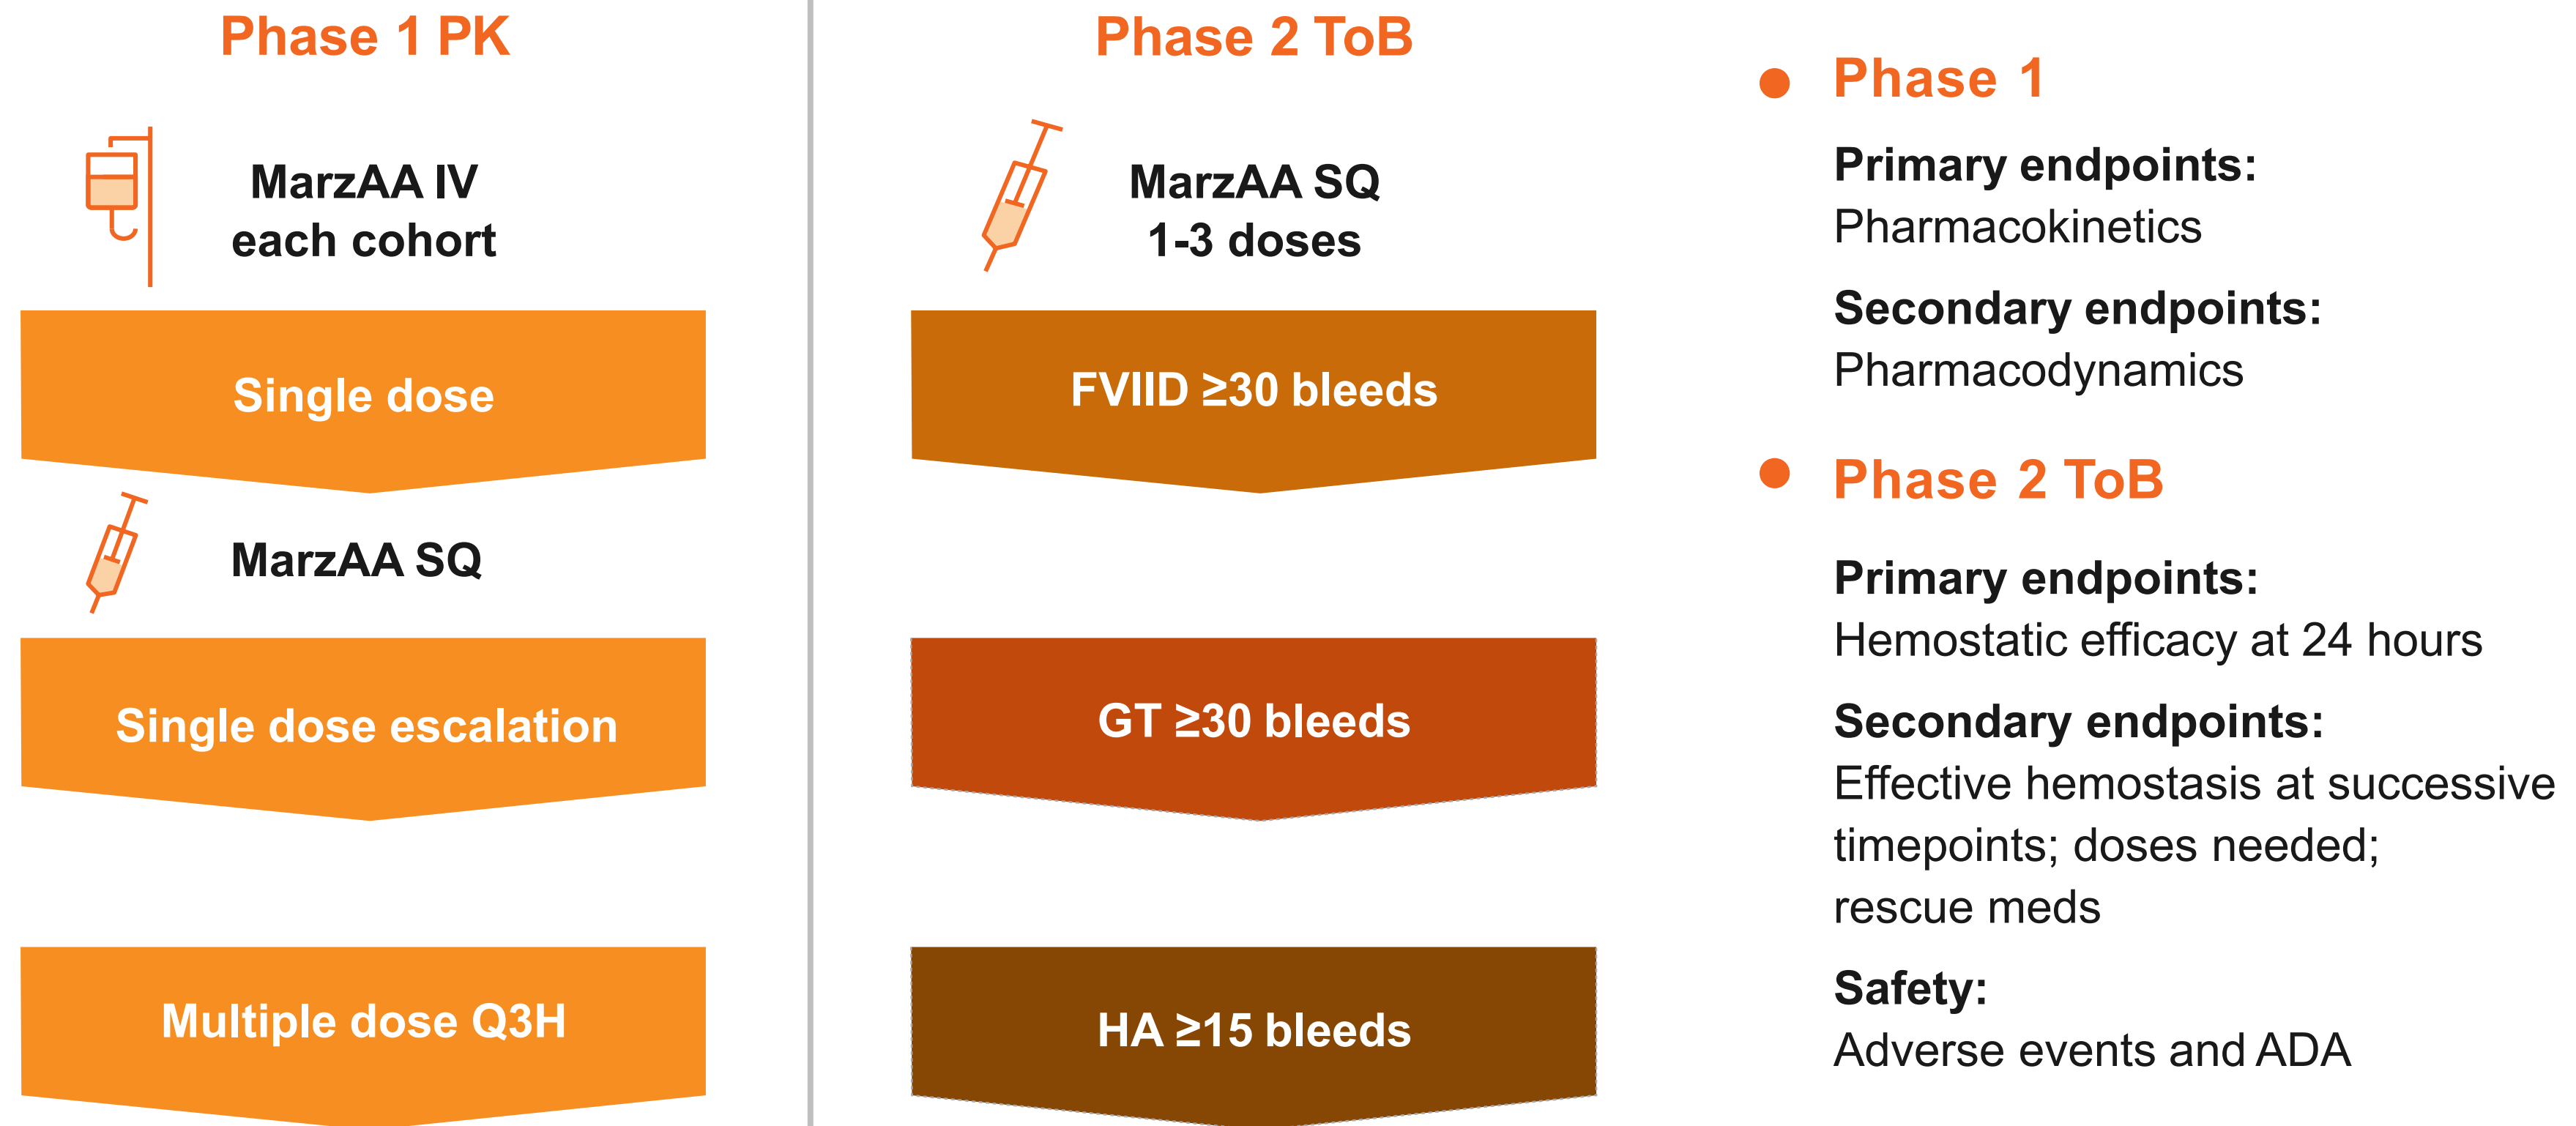 Phase 1 PK
MarzAA IV
each cohort
Single dose
MarzAA SQ
Single dose escalation
Multiple dose Q3H
Phase 2 ToB
MarzAA SQ
1-3 doses
FVIID ≥30 bleeds
GT ≥30 bleeds
HA ≥15 bleeds
Phase 1
Primary endpoints:
Pharmacokinetics
Secondary endpoints:
Pharmacodynamics
Phase 2 ToB
Primary endpoints:
Hemostatic efficacy at 24 hours
Secondary endpoints:
Effective hemostasis at successive
timepoints; doses needed;
rescue meds
Safety:
Adverse events and ADA